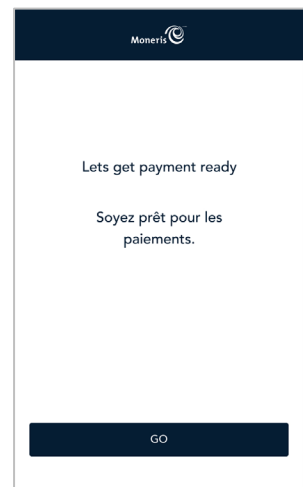 Moneris
Lets get payment ready
Soyez prêt pour les
paiements.
GO